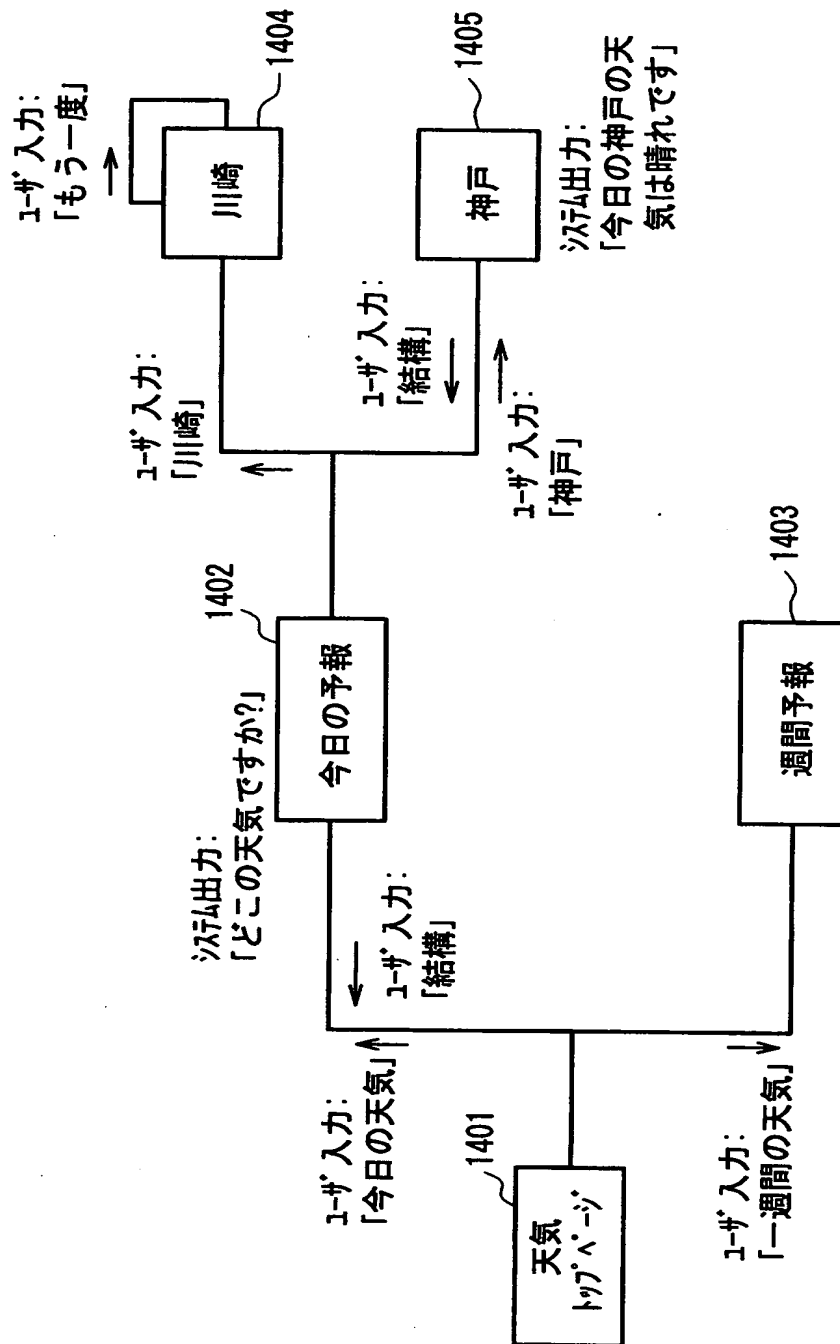 天気
トップページ
1401
ユーザ入力:
「今日の天気」
ユーザ入力:
「一週間の天気」
システム出力:
「どこの天気ですか?」
ユーザ入力:
「結構」
今日の予報
1402
週間予報
1403
ユーザ入力:
「川崎」
ユーザ入力:
「もう一度」
川崎
1404
ユーザ入力:
「結構」
ユーザ入力:
「神戸」
神戸
1405
システム出力:
「今日の神戸の天
気は晴れです」